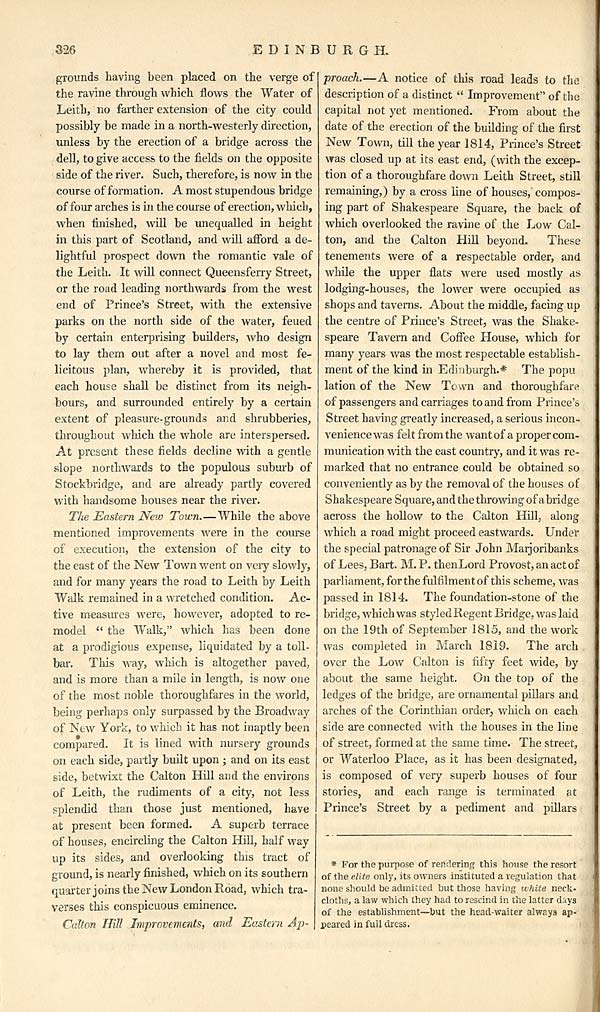 326
EDINBURGH.
grounds having been placed on the verge of
the ravine through which flows the Water of
Leith, no farther extension of the city could
possibly be made in a north-westerly direction,
unless by the erection of a bridge across the
dell, to give access to the fields on the opposite
side of the river. Such, therefore, is now in the
course of formation. A most stupendous bridge
of four arches is in the course of erection, which,
when finished, will be unequalled in height
in this part of Scotland, and will afford a de-
lightful prospect down the romantic vale of
the Leith. It will connect Queensferry Street,
or the road leading northwards from the west
end of Prince's Street, with the extensive
parks on the north side of the water, feued
by certain enterprising builders, who design
to lay them out after a novel and most fe-
licitous plan, whereby it is provided, that
each house shall be distinct from its neigh-
bours, and surrounded entirely by a certain
extent of pleasure-grounds and shrubberies,
throughout which the whole are interspersed.
At present these fields decline with a gentle
slope northwards to the populous suburb of
Stockbridge, and are already partly covered
with handsome houses near the river.
The Eastern New Town.—While the above
mentioned improvements were in the course
of execution, the extension of the city to
the east of the New Town went on very slowly,
and for many years the road to Leith by Leith
Walk remained in a wretched condition. Ac-
tive measures were, however, adopted to re-
model " the Walk," which has been done
at a prodigious expense, liquidated by a toll-
bar. This way, which is altogether paved,
and is more than a mile in length, is now one
of the most noble thoroughfares in the world,
being perhaps only surpassed by the Broadway
of New York, to which it has not inaptly been
compared. It is lined with nursery grounds
on each side, partly built upon ; and on its east
side, betwixt the Calton Hill and the environs
of Leith, the rudiments of a city, not less
splendid than those just mentioned, have
at present been formed. A superb terrace
of houses, encircling the Calton Hill, half way
up its sides, and overlooking this tract of
ground, is nearly finished, which on its southern
quarter joins the New London Road, which tra-
verses this conspicuous eminence.
Calton Hill Improvements, and Eastern Ap-
proach.—A notice of this road leads to the
description of a distinct " Improvement" of the
capital not yet mentioned. From about the
date of the erection of the building of the first
New Town, till the year 1814, Prince's Street
was closed up at its east end, (with the excep-
tion of a thoroughfare down Leith Street, still
remaining,) by a cross line of houses, compos-
ing part of Shakespeare Square, the back of
which overlooked the ravine of the Low Cal-
ton, and the Calton Hill beyond. These
tenements were of a respectable order, and
while the upper flats were used mostly as
lodging-houses, the lower were occupied as
shops and taverns. About the middle, facing up
the centre of Prince's Street, was the Shake-
speare Tavern and Coffee House, which for
many years was the most respectable establish-
ment of the kind in Edinburgh.* The popu
lation of the New Town and thoroughfare
of passengers and carriages to and from Prince's
Street having greatly increased, a serious incon-
venience was felt from the want of a proper com-
munication with the east country, and it was re-
marked that no entrance could be obtained so
conveniently as by the removal of the houses of
Shakespeare Square, and the throwing of a bridge
across the hollow to the Calton Hill, along
which a road might proceed eastwards. Under
the special patronage of Sir John Marjoribanks
of Lees, Bart. M. P. then Lord Provost, an act of
parliament, for the fulfilment of this scheme, was
passed in 1814. The foundation-stone of the
bridge, which was styled Regent Bridge, was laid
on the 19th of September 1815, and the work
was completed in March 1819. The arch
over the Low Calton is fifty feet wide, by
about the same height. On the top of the
ledges of the bridge, are ornamental pillars and
arches of the Corinthian order, which on each
side are connected with the houses in the line
of street, formed at the same time. The street,
or Waterloo Place, as it has been designated,
is composed of very superb houses of four
stories, and each range is terminated at
Prince's Street by a pediment and pillars
* For the purpose of rendering this house the resort
of the elite only, its owners instituted a regulation that
none should be admitted but those having white neck-
cloths, a law which they had to rescind in the latter days
of the establishment—but the head-waiter always ap-
peared in full dress.